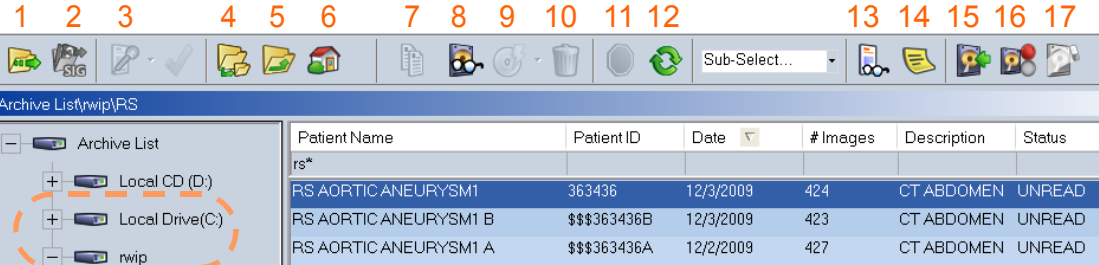 1 2 3 4 5 6 7 8 9 10 11 12 13 14 15 16 17
SIG
Sub-Select...
Archive List\rwip\RS
Archive List
Local CD (D:)
Local Drive(C:)
rwip
Patient Name Patient ID Date # Images Description Status
rs*
RS AORTIC ANEURYSM1 363436 12/3/2009 424 CT ABDOMEN UNREAD
RS AORTIC ANEURYSM1 B $$$363436B 12/3/2009 423 CT ABDOMEN UNREAD
RS AORTIC ANEURYSM1 A $$$363436A 12/2/2009 427 CT ABDOMEN UNREAD